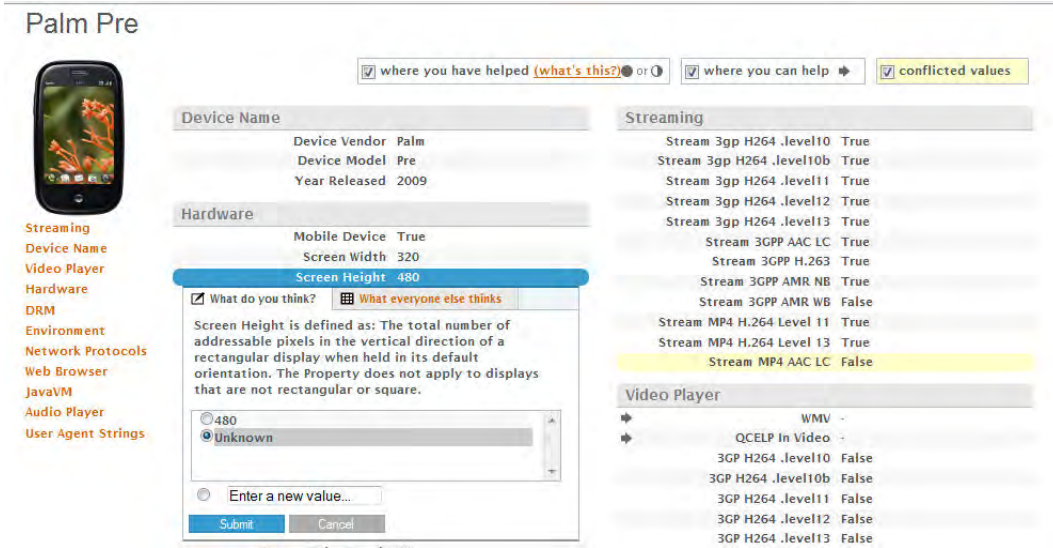 Palm Pre
where you have helped (what's this?) or
where you can help
conflicted values
Streaming
Device Name
Video Player
Hardware
DRM
Environment
Network Protocols
Web Browser
JavaVM
Audio Player
User Agent Strings
Device Name
Device Vendor Palm
Device Model Pre
Year Released 2009
Hardware
Mobile Device True
Screen Width 320
Screen Height 480
What do you think? What everyone else thinks
Screen Height is defined as: The total number of
addressable pixels in the vertical direction of a
rectangular display when held in its default
orientation. The Property does not apply to displays
that are not rectangular or square.
480
Unknown
Enter a new value...
Submit Cancel
Streaming
Stream 3gp H264 .level10 True
Stream 3gp H264 .level10b True
Stream 3gp H264 .level11 True
Stream 3gp H264 .level12 True
Stream 3gp H264 .level13 True
Stream 3GPP AAC LC True
Stream 3GPP H.263 True
Stream 3GPP AMR NB True
Stream 3GPP AMR WB False
Stream MP4 H.264 Level 11 True
Stream MP4 H.264 Level 13 True
Stream MP4 AAC LC False
Video Player
WMV -
QCELP In Video -
3GP H264 .level10 False
3GP H264 .level10b False
3GP H264 .level11 False
3GP H264 .level12 False
3GP H264 .level13 False